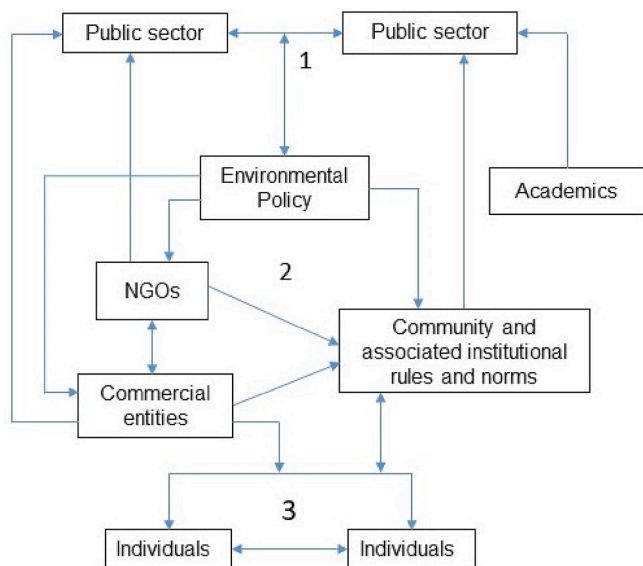 Public sector
Public sector
1
Environmental
Policy
Academics
2
NGOs
Community and
associated institutional
rules and norms
Commercial
entities
3
Individuals
Individuals